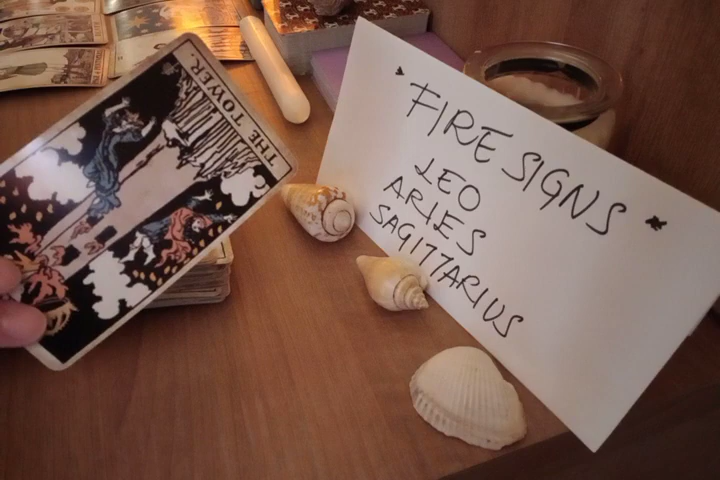 THE TOWER.
FIRE SIGNS
LEO
ARIES
SAGITTARIUS